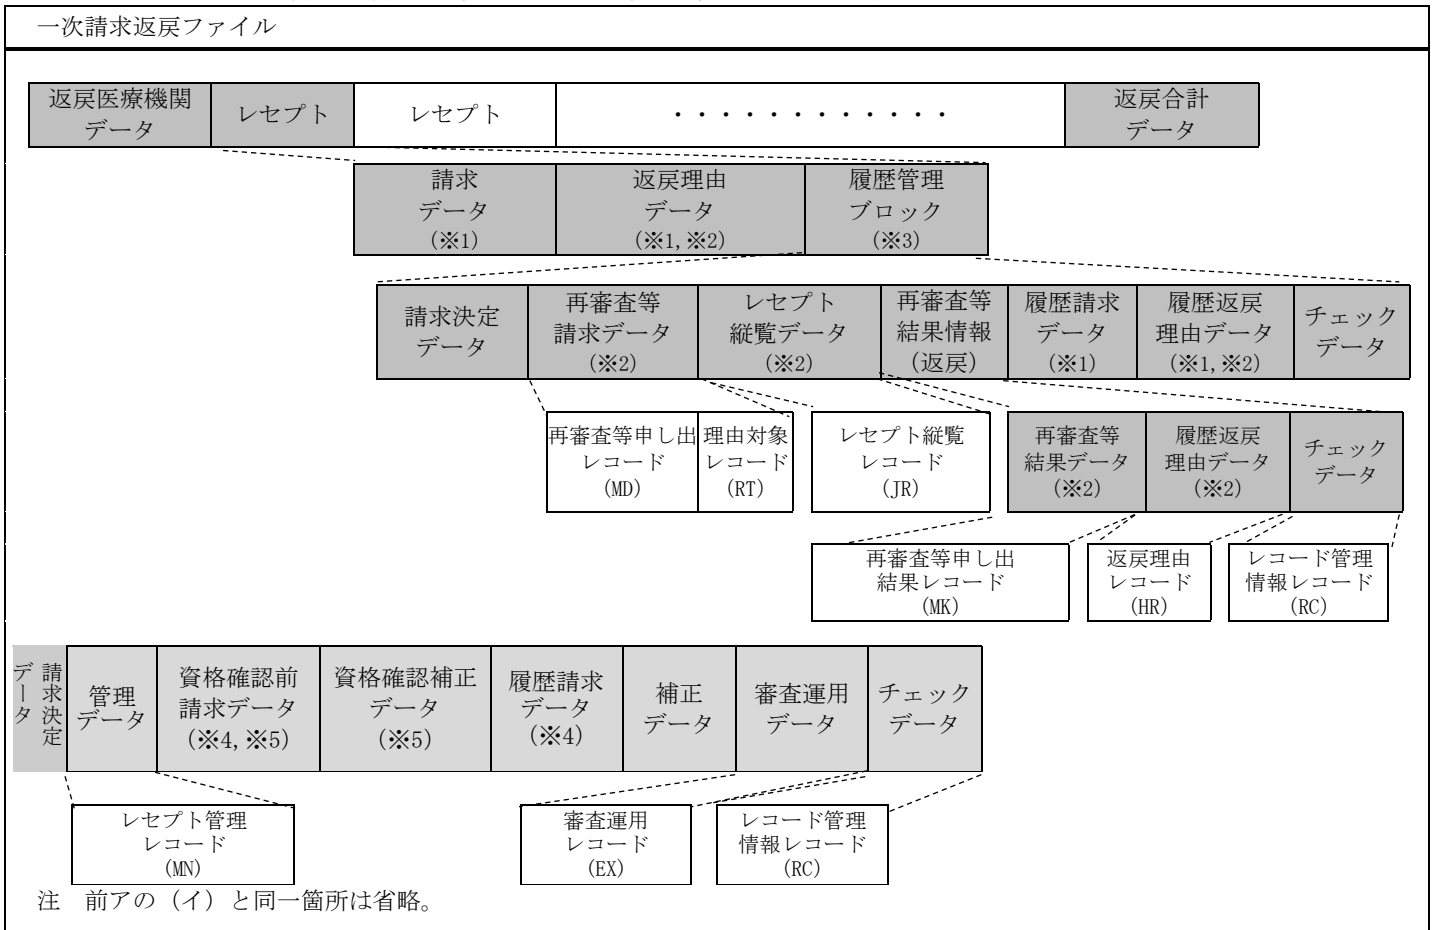 一次請求返戻ファイル
返戻医療機関
データ
レセプト
レセプト
・・・・・・・・・・・・
返戻合計
データ
請求
データ
(※1)
返戻理由
データ
(※1,※2)
履歴管理
ブロック
(※3)
請求決定
データ
再審査等
請求データ
(※2)
レセプト
縦覧データ
(※2)
再審査等
結果情報
(返戻)
履歴請求
データ
(※1)
履歴返戻
理由データ
(※1,※2)
チェック
データ
再審査等申し出
レコード
(MD)
理由対象
レコード
(RT)
レセプト縦覧
レコード
(JR)
再審査等
結果データ
(※2)
履歴返戻
理由データ
(※2)
チェック
データ
再審査等申し出
結果レコード
(MK)
返戻理由
レコード
(HR)
レコード管理
情報レコード
(RC)
請求決定
データ
管理
データ
資格確認前
請求データ
(※4,※5)
資格確認補正
データ
(※5)
履歴請求
データ
(※4)
補正
データ
審査運用
データ
チェック
データ
レセプト管理
レコード
(MN)
審査運用
レコード
(EX)
レコード管理
情報レコード
(RC)
注　前アの（イ）と同一箇所は省略。